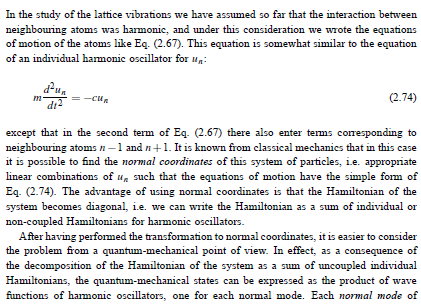 In the study of the lattice vibrations we have assumed so far that the interaction between
neighbouring atoms was harmonic, and under this consideration we wrote the equations
of motion of the atoms like Eq. (2.67). This equation is somewhat similar to the equation
of an individual harmonic oscillator for uₙ:
m d²uₙ/dt² = −cuₙ (2.74)
except that in the second term of Eq. (2.67) there also enter terms corresponding to
neighbouring atoms n − 1 and n + 1. It is known from classical mechanics that in this case
it is possible to find the normal coordinates of this system of particles, i.e. appropriate
linear combinations of uₙ such that the equations of motion have the simple form of
Eq. (2.74). The advantage of using normal coordinates is that the Hamiltonian of the
system becomes diagonal, i.e. we can write the Hamiltonian as a sum of individual or
non-coupled Hamiltonians for harmonic oscillators.
After having performed the transformation to normal coordinates, it is easier to consider
the problem from a quantum-mechanical point of view. In effect, as a consequence of
the decomposition of the Hamiltonian of the system as a sum of uncoupled individual
Hamiltonians, the quantum-mechanical states can be expressed as the product of wave
functions of harmonic oscillators, one for each normal mode. Each normal mode of